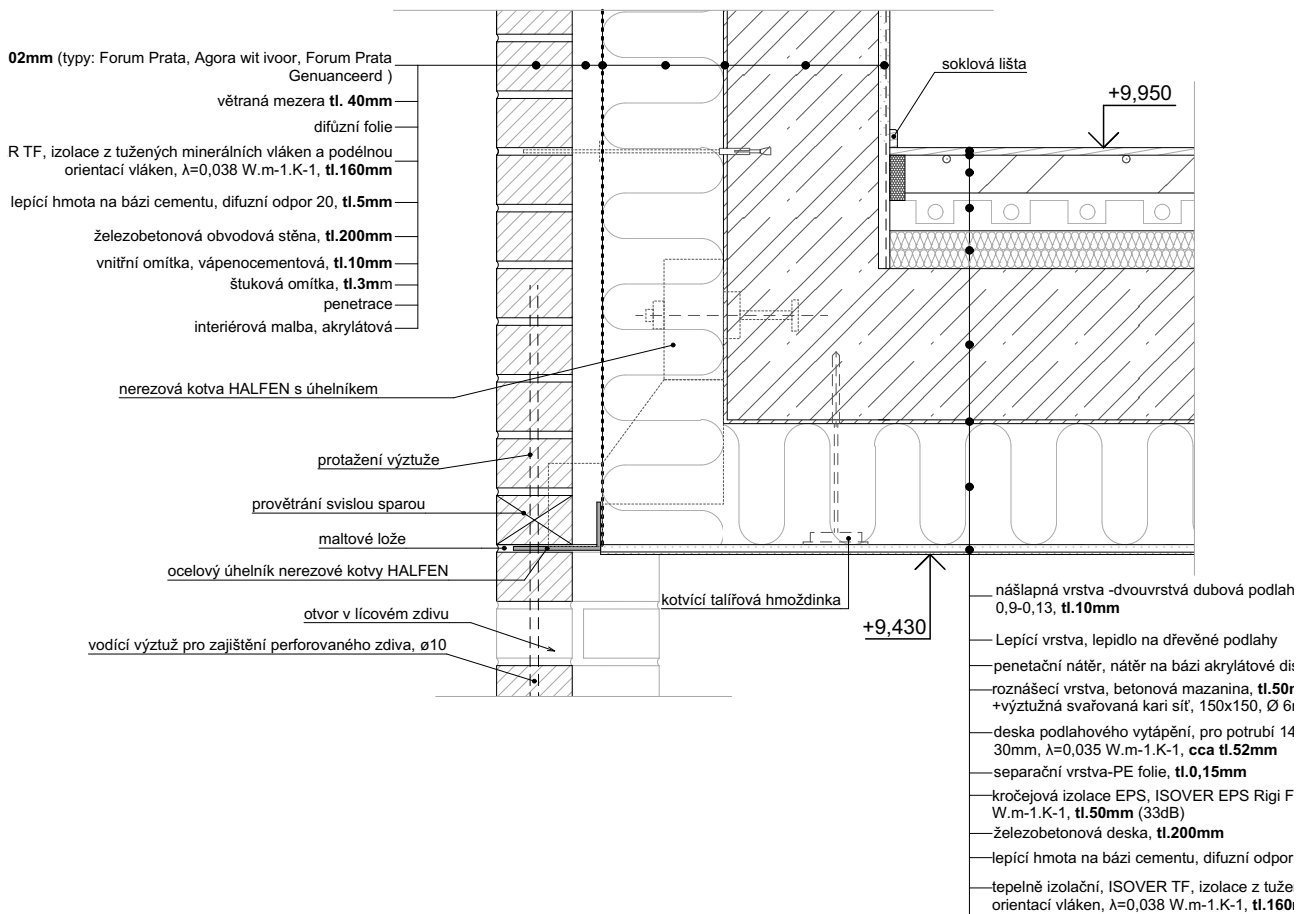 02mm (typy: Forum Prata, Agora wit ivoor, Forum Prata
Genuanceerd )
větraná mezera tl. 40mm
difůzní folie
R TF, izolace z tužených minerálních vláken a podélnou
orientací vláken, λ=0,038 W.m-1.K-1, tl.160mm
lepící hmota na bázi cementu, difuzní odpor 20, tl.5mm
železobetonová obvodová stěna, tl.200mm
vnitřní omítka, vápenocementová, tl.10mm
štuková omítka, tl.3mm
penetrace
interiérová malba, akrylátová
nerezová kotva HALFEN s úhelníkem
protažení výztuže
provětrání svislou sparou
maltové lože
ocelový úhelník nerezové kotvy HALFEN
otvor v lícovém zdivu
vodící výztuž pro zajištění perforovaného zdiva, ø10
soklová lišta
+9,950
kotvící talířová hmoždinka
+9,430
nášlapná vrstva -dvouvrstvá dubová podlah
0,9-0,13, tl.10mm
Lepící vrstva, lepidlo na dřevěné podlahy
penetační nátěr, nátěr na bázi akrylátové dis
roznášecí vrstva, betonová mazanina, tl.50m
+výztužná svařovaná kari síť, 150x150, Ø 6m
deska podlahového vytápění, pro potrubí 14
30mm, λ=0,035 W.m-1.K-1, cca tl.52mm
separační vrstva-PE folie, tl.0,15mm
kročejová izolace EPS, ISOVER EPS Rigi F
W.m-1.K-1, tl.50mm (33dB)
železobetonová deska, tl.200mm
lepící hmota na bázi cementu, difuzní odpor
tepelně izolační, ISOVER TF, izolace z tuže
orientací vláken, λ=0,038 W.m-1.K-1, tl.160m